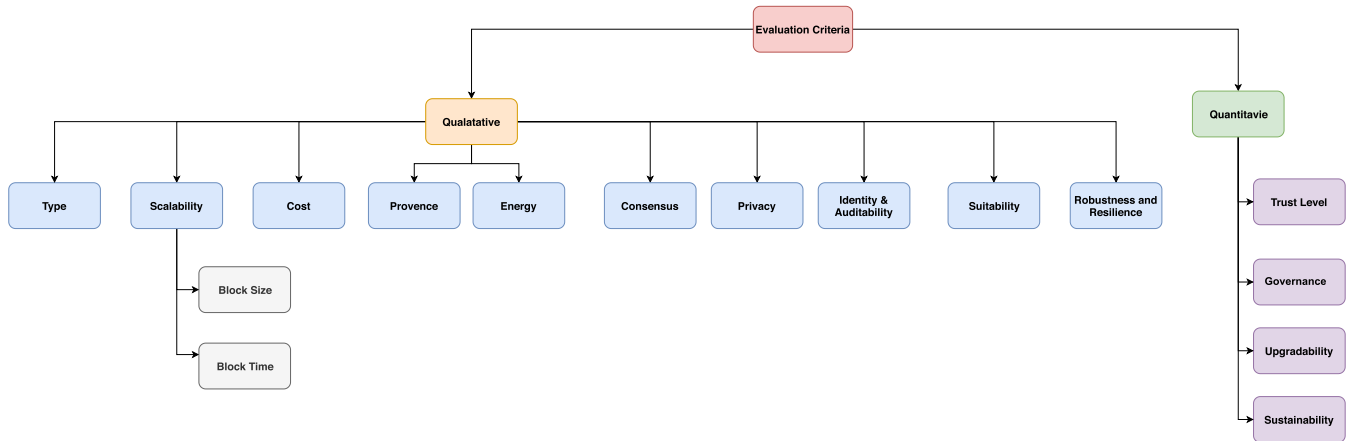 Evaluation Criteria
Qualatative
Quantitavie
Type
Scalability
Cost
Provence
Energy
Consensus
Privacy
Identity &
Auditability
Suitability
Robustness and
Resilience
Trust Level
Block Size
Governance
Block Time
Upgradability
Sustainability